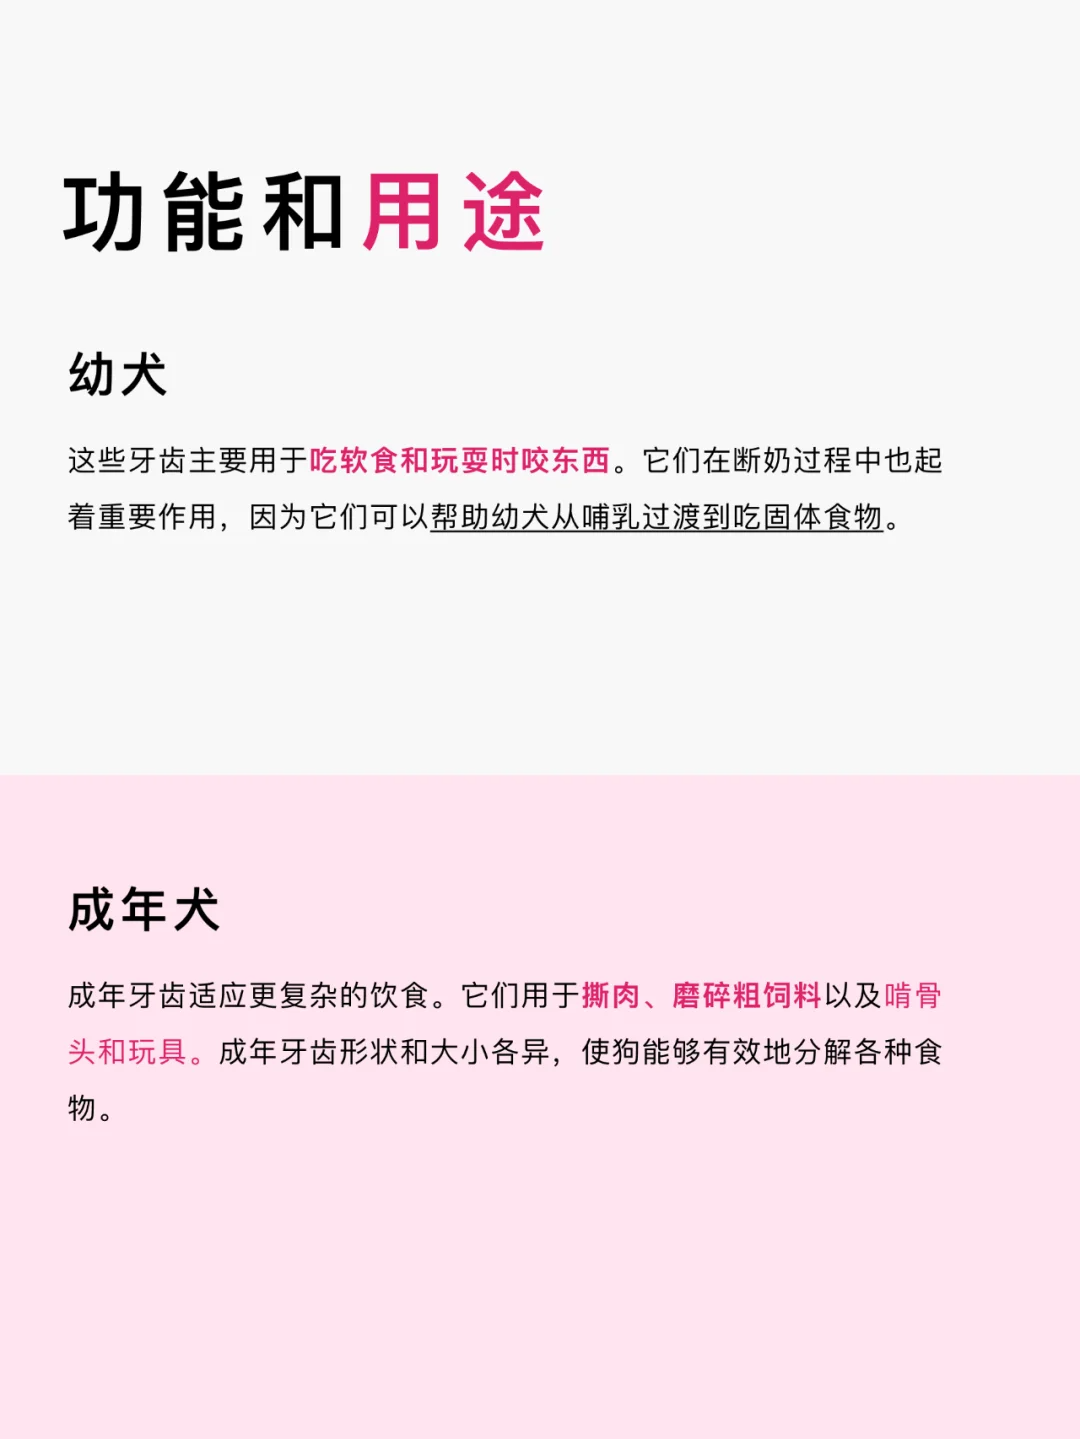 功能和用途
幼犬
这些牙齿主要用于吃软食和玩耍时咬东西。它们在断奶过程中也起
着重要作用，因为它们可以帮助幼犬从哺乳过渡到吃固体食物。
成年犬
成年牙齿适应更复杂的饮食。它们用于撕肉、磨碎粗饲料以及啃骨
头和玩具。成年牙齿形状和大小各异，使狗能够有效地分解各种食
物。